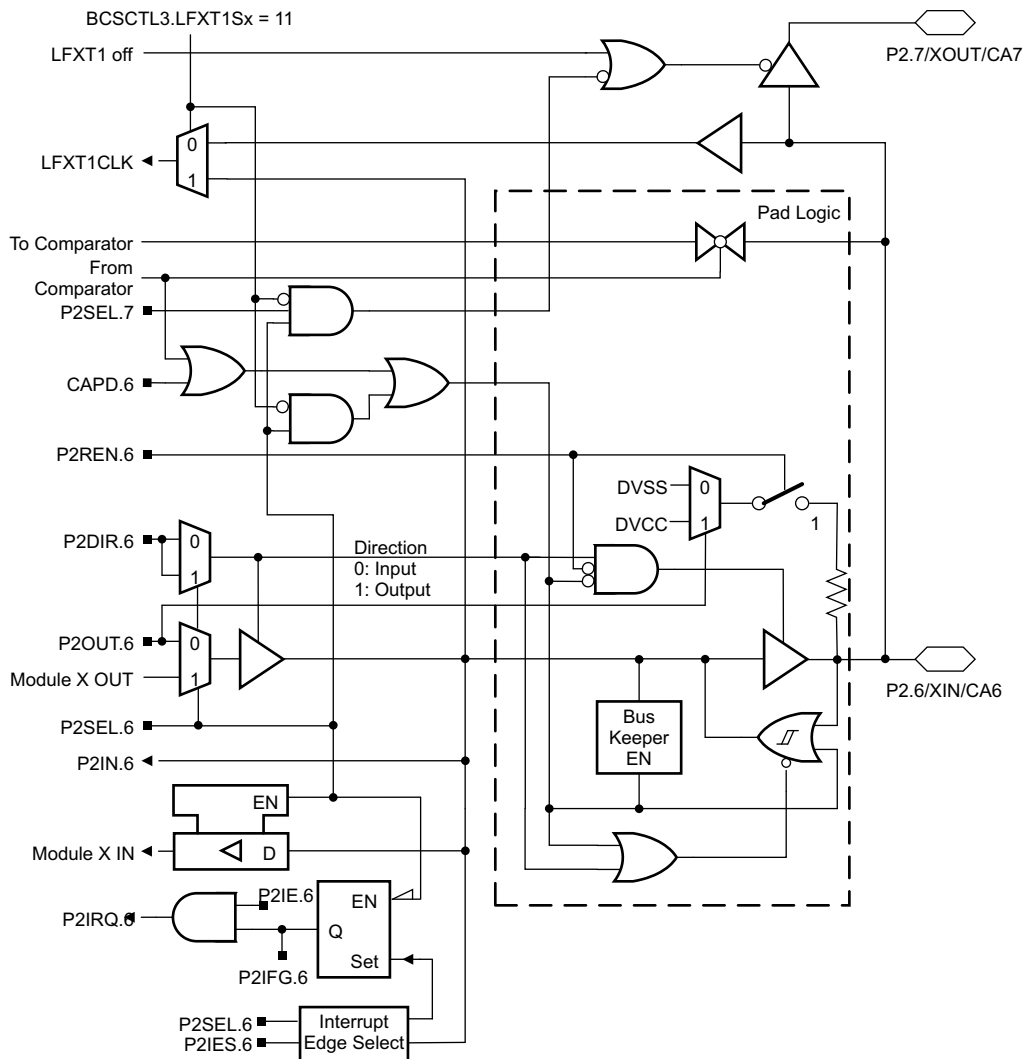 BCSCTL3.LFXT1Sx = 11
LFXT1 off
P2.7/XOUT/CA7
0
LFXT1CLK
1
Pad Logic
To Comparator
From
Comparator
P2SEL.7
CAPD.6
P2REN.6
DVSS
0
DVCC
1
1
P2DIR.6
0
1
Direction
0: Input
1: Output
P2OUT.6
0
Module X OUT
1
P2.6/XIN/CA6
P2SEL.6
Bus
Keeper
EN
P2IN.6
EN
Module X IN
D
P2IE.6
EN
P2IRQ.6
Q
Set
P2IFG.6
P2SEL.6
P2IES.6
Interrupt
Edge Select